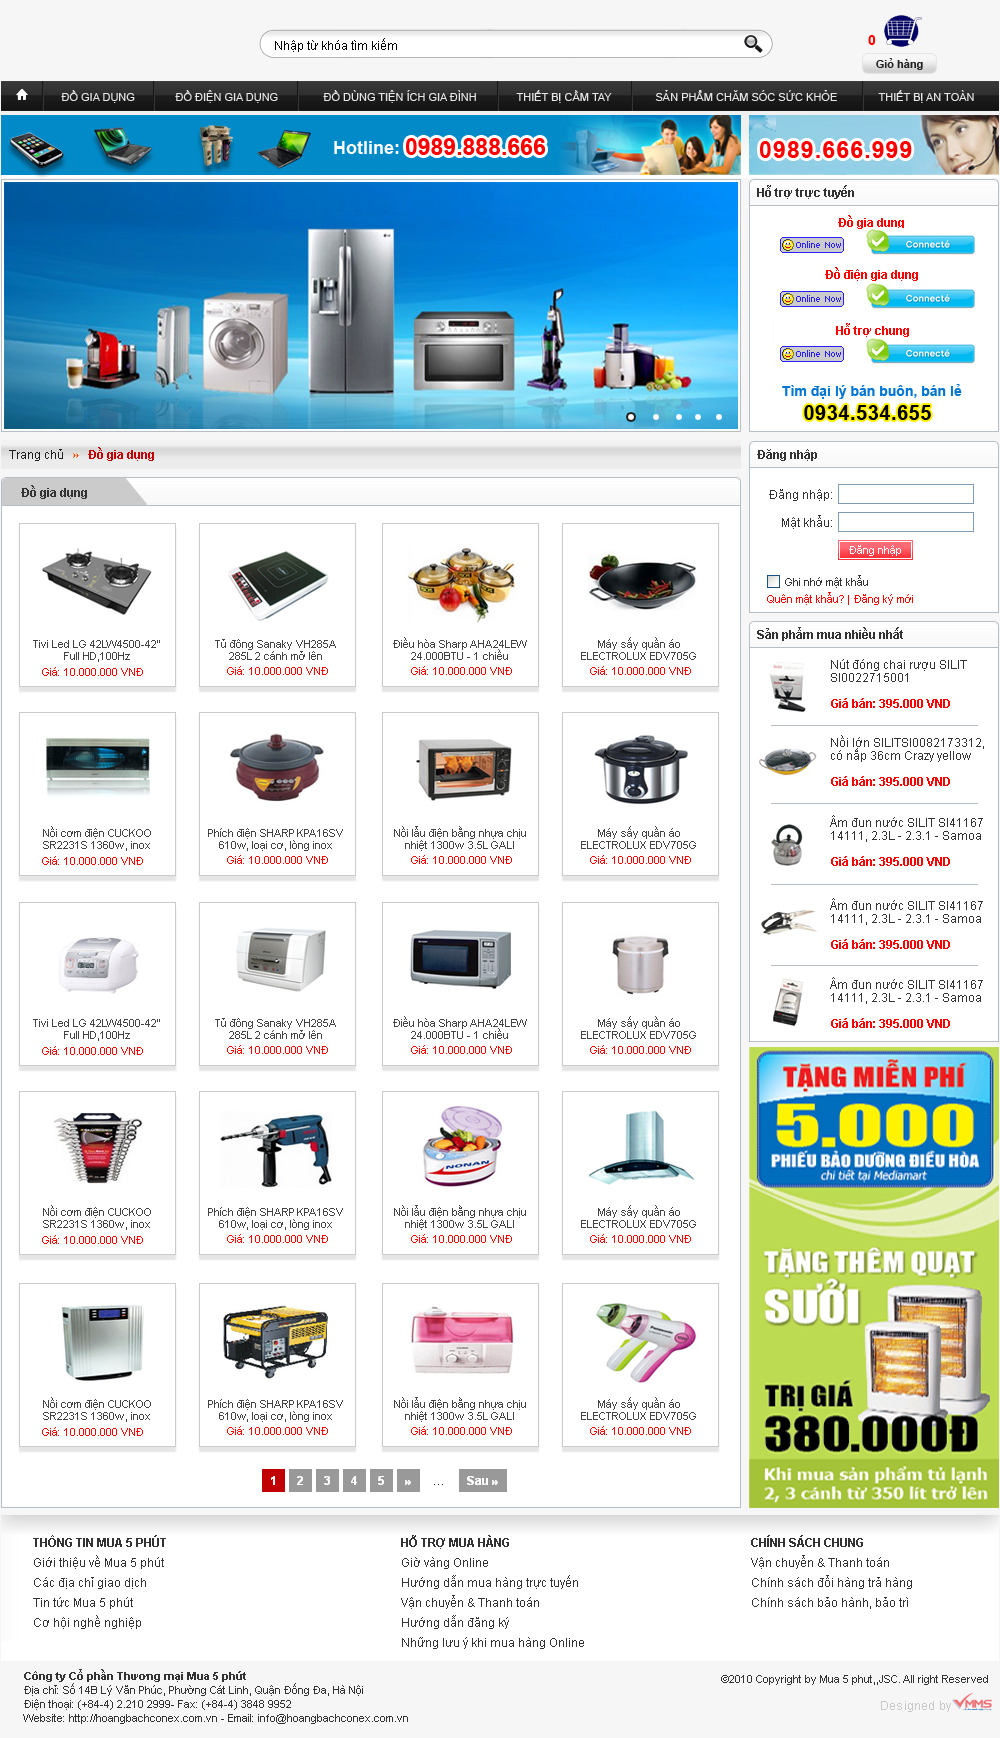 Nhập từ khóa tìm kiếm
0
Giỏ hàng
ĐỒ GIA DỤNG
ĐỒ ĐIỆN GIA DỤNG
ĐỒ DÙNG TIỆN ÍCH GIA ĐÌNH
THIẾT BỊ CẦM TAY
SẢN PHẨM CHĂM SÓC SỨC KHỎE
THIẾT BỊ AN TOÀN
Hotline: 0989.888.666
0989.666.999
Hỗ trợ trực tuyến
Đồ gia dụng
Online Now
Connecté
Đồ điện gia dụng
Online Now
Connecté
Hỗ trợ chung
Online Now
Connecté
Tìm đại lý bán buôn, bán lẻ
0934.534.655
Trang chủ » Đồ gia dụng
Đồ gia dụng
Tivi Led LG 42LW4500-42"
Full HD,100Hz
Giá: 10.000.000 VNĐ
Tủ đông Sanaky VH285A
285L 2 cánh mở lên
Giá: 10.000.000 VNĐ
Điều hòa Sharp AHA24LEW
24.000BTU - 1 chiều
Giá: 10.000.000 VNĐ
Máy sấy quần áo
ELECTROLUX EDV705G
Giá: 10.000.000 VNĐ
Nồi cơm điện CUCKOO
SR2231S 1360w, inox
Giá: 10.000.000 VNĐ
Phích điện SHARP KPA16SV
610w, loại cơ, lòng inox
Giá: 10.000.000 VNĐ
Nồi lẩu điện bằng nhựa chịu
nhiệt 1300w 3.5L GALI
Giá: 10.000.000 VNĐ
Máy sấy quần áo
ELECTROLUX EDV705G
Giá: 10.000.000 VNĐ
Tivi Led LG 42LW4500-42"
Full HD,100Hz
Giá: 10.000.000 VNĐ
Tủ đông Sanaky VH285A
285L 2 cánh mở lên
Giá: 10.000.000 VNĐ
Điều hòa Sharp AHA24LEW
24.000BTU - 1 chiều
Giá: 10.000.000 VNĐ
Máy sấy quần áo
ELECTROLUX EDV705G
Giá: 10.000.000 VNĐ
NONAN
Nồi cơm điện CUCKOO
SR2231S 1360w, inox
Giá: 10.000.000 VNĐ
Phích điện SHARP KPA16SV
610w, loại cơ, lòng inox
Giá: 10.000.000 VNĐ
Nồi lẩu điện bằng nhựa chịu
nhiệt 1300w 3.5L GALI
Giá: 10.000.000 VNĐ
Máy sấy quần áo
ELECTROLUX EDV705G
Giá: 10.000.000 VNĐ
Nồi cơm điện CUCKOO
SR2231S 1360w, inox
Giá: 10.000.000 VNĐ
Phích điện SHARP KPA16SV
610w, loại cơ, lòng inox
Giá: 10.000.000 VNĐ
Nồi lẩu điện bằng nhựa chịu
nhiệt 1300w 3.5L GALI
Giá: 10.000.000 VNĐ
Máy sấy quần áo
ELECTROLUX EDV705G
Giá: 10.000.000 VNĐ
1 2 3 4 5 » ... Sau »
Đăng nhập
Đăng nhập:
Mật khẩu:
Đăng nhập
Ghi nhớ mật khẩu
Quên mật khẩu? | Đăng ký mới
Sản phẩm mua nhiều nhất
Nút đóng chai rượu SILIT
SI0022715001
Giá bán: 395.000 VND
Nồi lớn SILITSI0082173312,
có nắp 36cm Crazy yellow
Giá bán: 395.000 VND
Ấm đun nước SILIT SI41167
14111, 2.3L - 2.3.1 - Samoa
Giá bán: 395.000 VND
Ấm đun nước SILIT SI41167
14111, 2.3L - 2.3.1 - Samoa
Giá bán: 395.000 VND
Ấm đun nước SILIT SI41167
14111, 2.3L - 2.3.1 - Samoa
Giá bán: 395.000 VND
TẶNG MIỄN PHÍ
5.000
PHIẾU BẢO DƯỠNG ĐIỀU HÒA
chi tiết tại Mediamart
TẶNG THÊM QUẠT
SƯỞI
TRỊ GIÁ
380.000Đ
Khi mua sản phẩm tủ lạnh
2, 3 cánh từ 350 lít trở lên
THÔNG TIN MUA 5 PHÚT
Giới thiệu về Mua 5 phút
Các địa chỉ giao dịch
Tin tức Mua 5 phút
Cơ hội nghề nghiệp
HỖ TRỢ MUA HÀNG
Giờ vàng Online
Hướng dẫn mua hàng trực tuyến
Vận chuyển & Thanh toán
Hướng dẫn đăng ký
Những lưu ý khi mua hàng Online
CHÍNH SÁCH CHUNG
Vận chuyển & Thanh toán
Chính sách đổi hàng trả hàng
Chính sách bảo hành, bảo trì
Công ty Cổ phần Thương mại Mua 5 phút
Địa chỉ: Số 14B Lý Văn Phúc, Phường Cát Linh, Quận Đống Đa, Hà Nội
Điện thoại: (+84-4) 2.210 2999- Fax: (+84-4) 3848 9952
Website: http://hoangbachconex.com.vn - Email: info@hoangbachconex.com.vn
©2010 Copyright by Mua 5 phut,,JSC. All right Reserved
Designed by VMMS